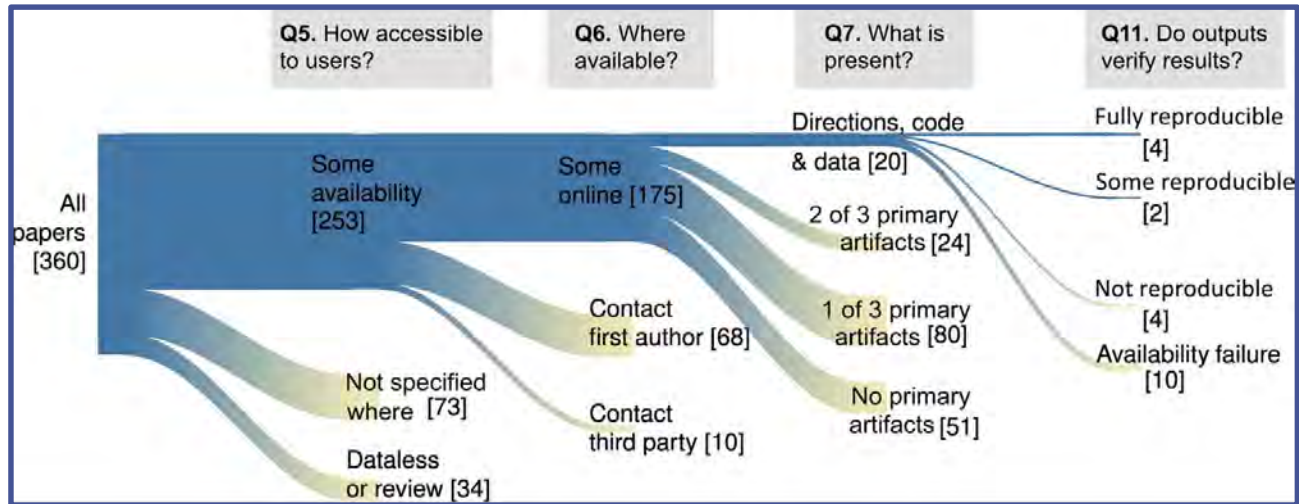 Q5. How accessible
to users?
Q6. Where
available?
Q7. What is
present?
Q11. Do outputs
verify results?
All
papers
[360]
Some
availability
[253]
Not specified
where [73]
Dataless
or review [34]
Some
online [175]
Contact
first author [68]
Contact
third party [10]
Directions, code
& data [20]
2 of 3 primary
artifacts [24]
1 of 3 primary
artifacts [80]
No primary
artifacts [51]
Fully reproducible
[4]
Some reproducible
[2]
Not reproducible
[4]
Availability failure
[10]